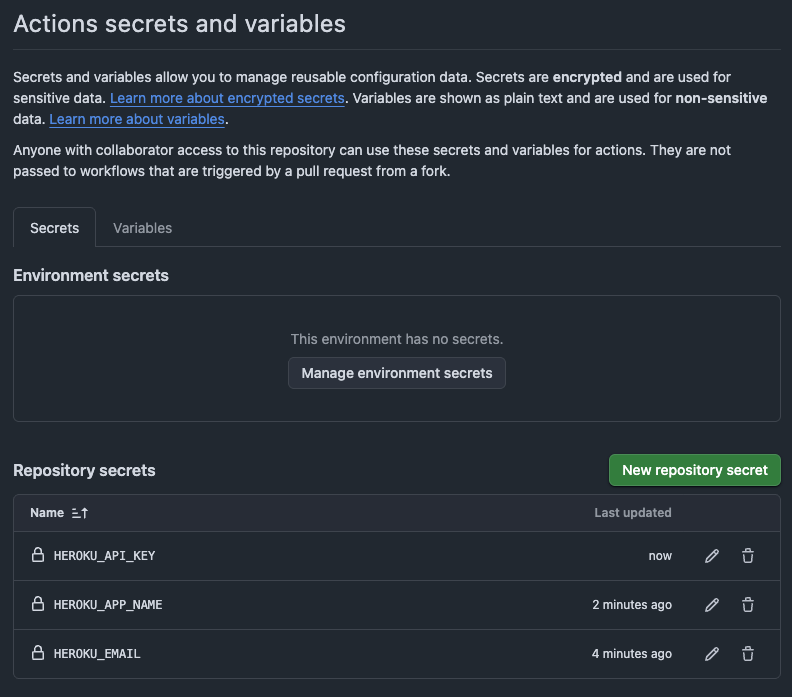 Actions secrets and variables
Secrets and variables allow you to manage reusable configuration data. Secrets are encrypted and are used for
sensitive data. Learn more about encrypted secrets. Variables are shown as plain text and are used for non-sensitive
data. Learn more about variables.
Anyone with collaborator access to this repository can use these secrets and variables for actions. They are not
passed to workflows that are triggered by a pull request from a fork.
Secrets Variables
Environment secrets
This environment has no secrets.
Manage environment secrets
Repository secrets New repository secret
Name Last updated
HEROKU_API_KEY now
HEROKU_APP_NAME 2 minutes ago
HEROKU_EMAIL 4 minutes ago